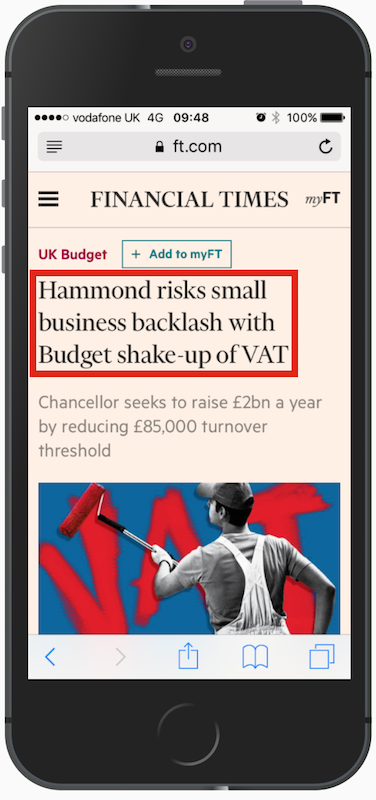 vodafone UK 4G 09:48 100%
ft.com
FINANCIAL TIMES myFT
UK Budget + Add to myFT
Hammond risks small
business backlash with
Budget shake-up of VAT
Chancellor seeks to raise £2bn a year
by reducing £85,000 turnover
threshold
VAT